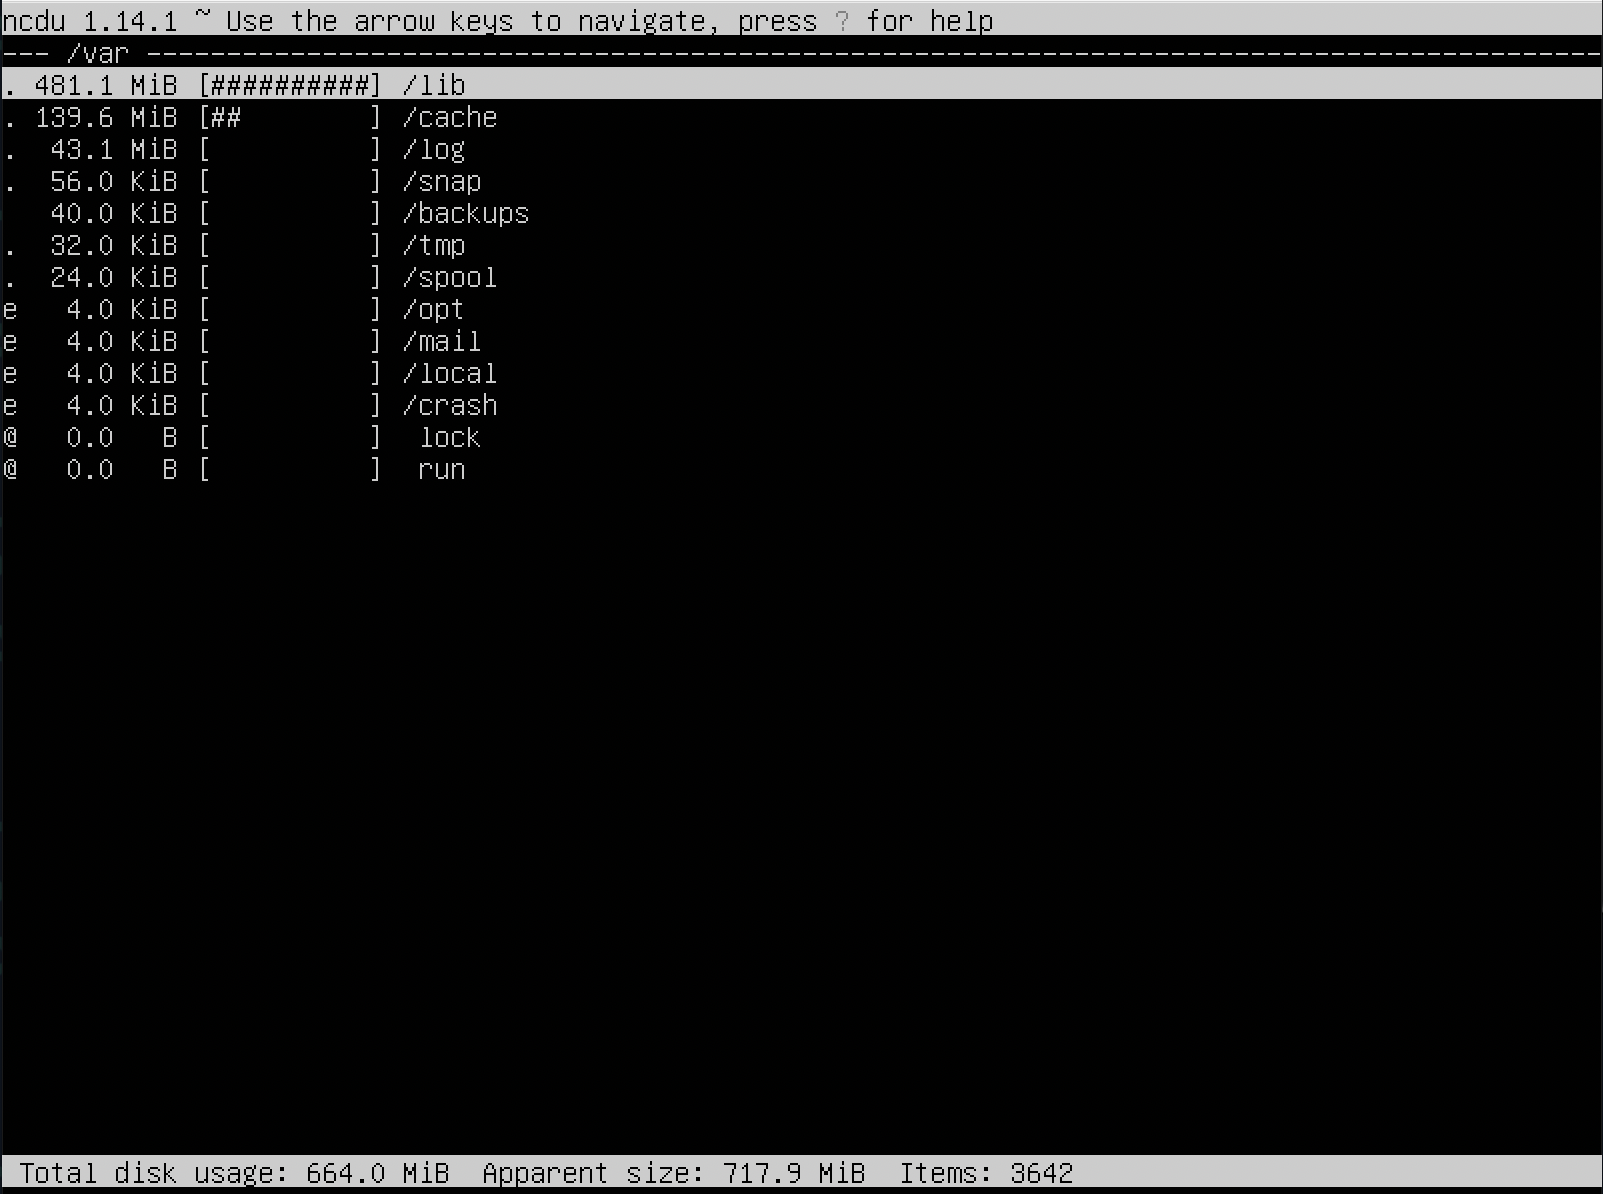 ncdu 1.14.1 ~ Use the arrow keys to navigate, press ? for help
--- /var -------------------------------------------------------------------------------------------
. 481.1 MiB [##########] /lib
. 139.6 MiB [##        ] /cache
.  43.1 MiB [          ] /log
.  56.0 KiB [          ] /snap
   40.0 KiB [          ] /backups
.  32.0 KiB [          ] /tmp
.  24.0 KiB [          ] /spool
e   4.0 KiB [          ] /opt
e   4.0 KiB [          ] /mail
e   4.0 KiB [          ] /local
e   4.0 KiB [          ] /crash
@   0.0   B [          ]  lock
@   0.0   B [          ]  run
Total disk usage: 664.0 MiB  Apparent size: 717.9 MiB  Items: 3642